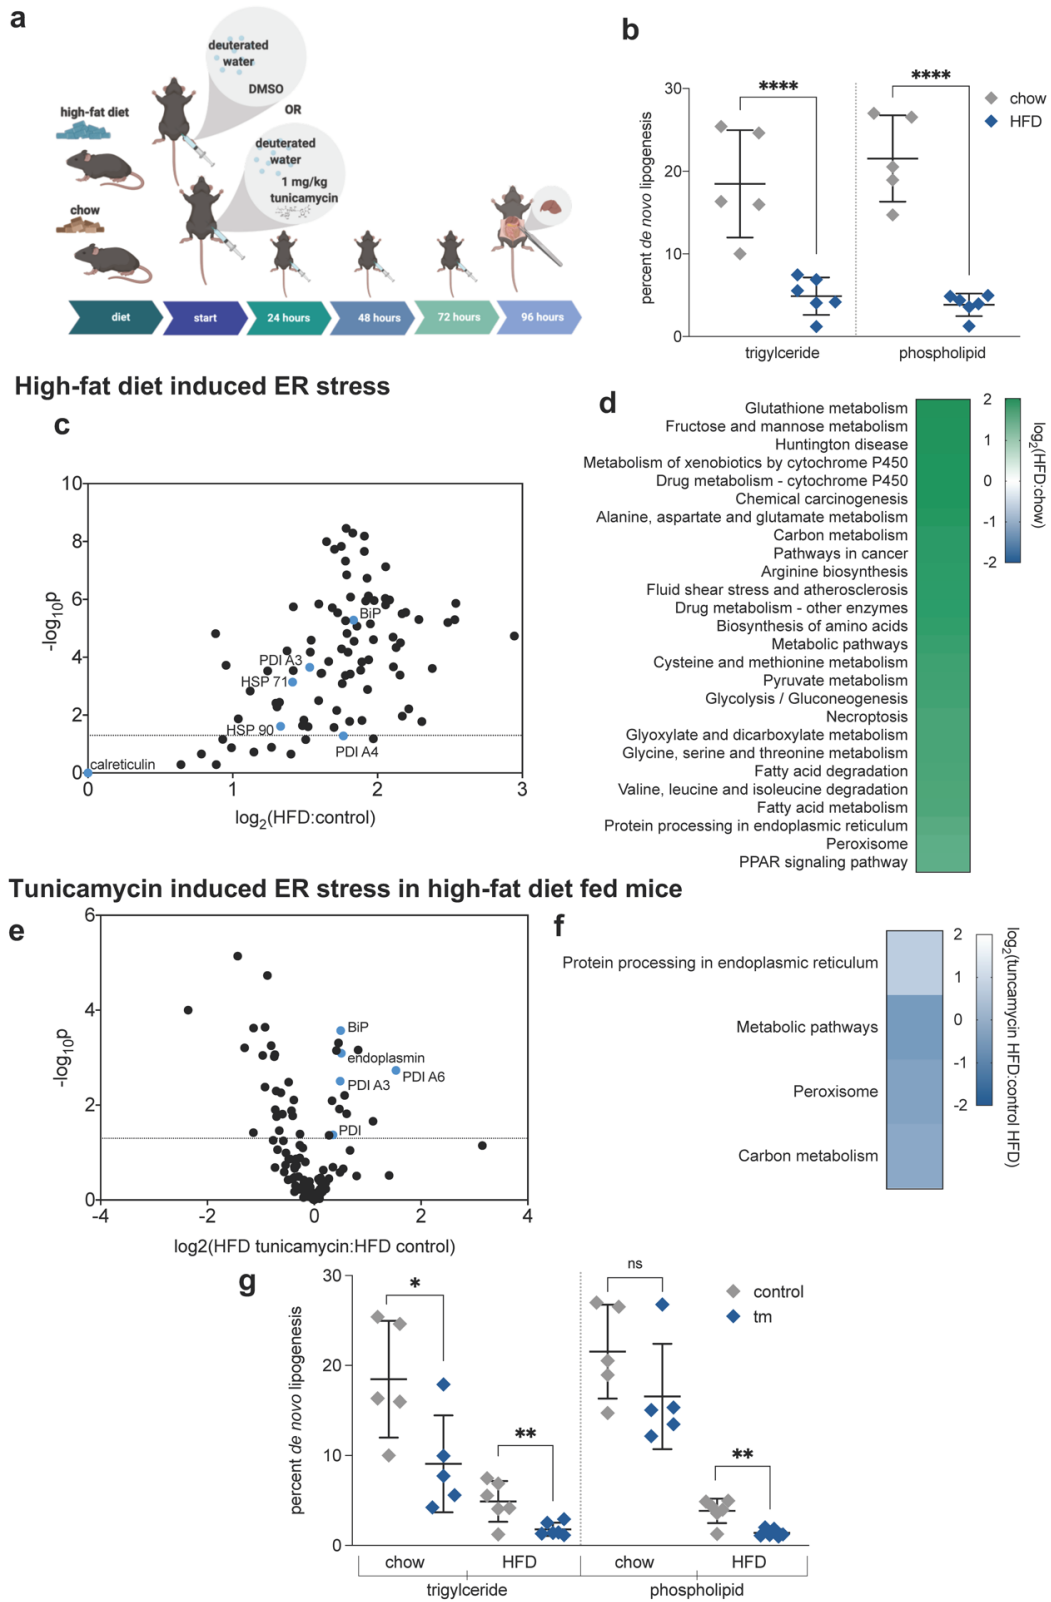 a
deuterated
water
DMSO
OR
deuterated
water
1 mg/kg
tunicamycin
high-fat diet
chow
diet
start
24 hours
48 hours
72 hours
96 hours
b
percent de novo lipogenesis
30
20
10
0
****
****
chow
HFD
trigylceride
phospholipid
High-fat diet induced ER stress
c
-log10p
10
8
6
4
2
0
BiP
PDI A3
HSP 71
HSP 90
PDI A4
calreticulin
0
1
2
3
log2(HFD:control)
d
Glutathione metabolism
Fructose and mannose metabolism
Huntington disease
Metabolism of xenobiotics by cytochrome P450
Drug metabolism - cytochrome P450
Chemical carcinogenesis
Alanine, aspartate and glutamate metabolism
Carbon metabolism
Pathways in cancer
Arginine biosynthesis
Fluid shear stress and atherosclerosis
Drug metabolism - other enzymes
Biosynthesis of amino acids
Metabolic pathways
Cysteine and methionine metabolism
Pyruvate metabolism
Glycolysis / Gluconeogenesis
Necroptosis
Glyoxylate and dicarboxylate metabolism
Glycine, serine and threonine metabolism
Fatty acid degradation
Valine, leucine and isoleucine degradation
Fatty acid metabolism
Protein processing in endoplasmic reticulum
Peroxisome
PPAR signaling pathway
2
1
0
-1
-2
log2(HFD:chow)
Tunicamycin induced ER stress in high-fat diet fed mice
e
-log10p
6
4
2
0
BiP
endoplasmin
PDI A6
PDI A3
PDI
-4
-2
0
2
4
log2(HFD tunicamycin:HFD control)
f
Protein processing in endoplasmic reticulum
Metabolic pathways
Peroxisome
Carbon metabolism
2
1
0
-1
-2
log2(tuncamycin HFD:control HFD)
g
percent de novo lipogenesis
30
20
10
0
*
**
ns
**
control
tm
chow
HFD
chow
HFD
trigylceride
phospholipid